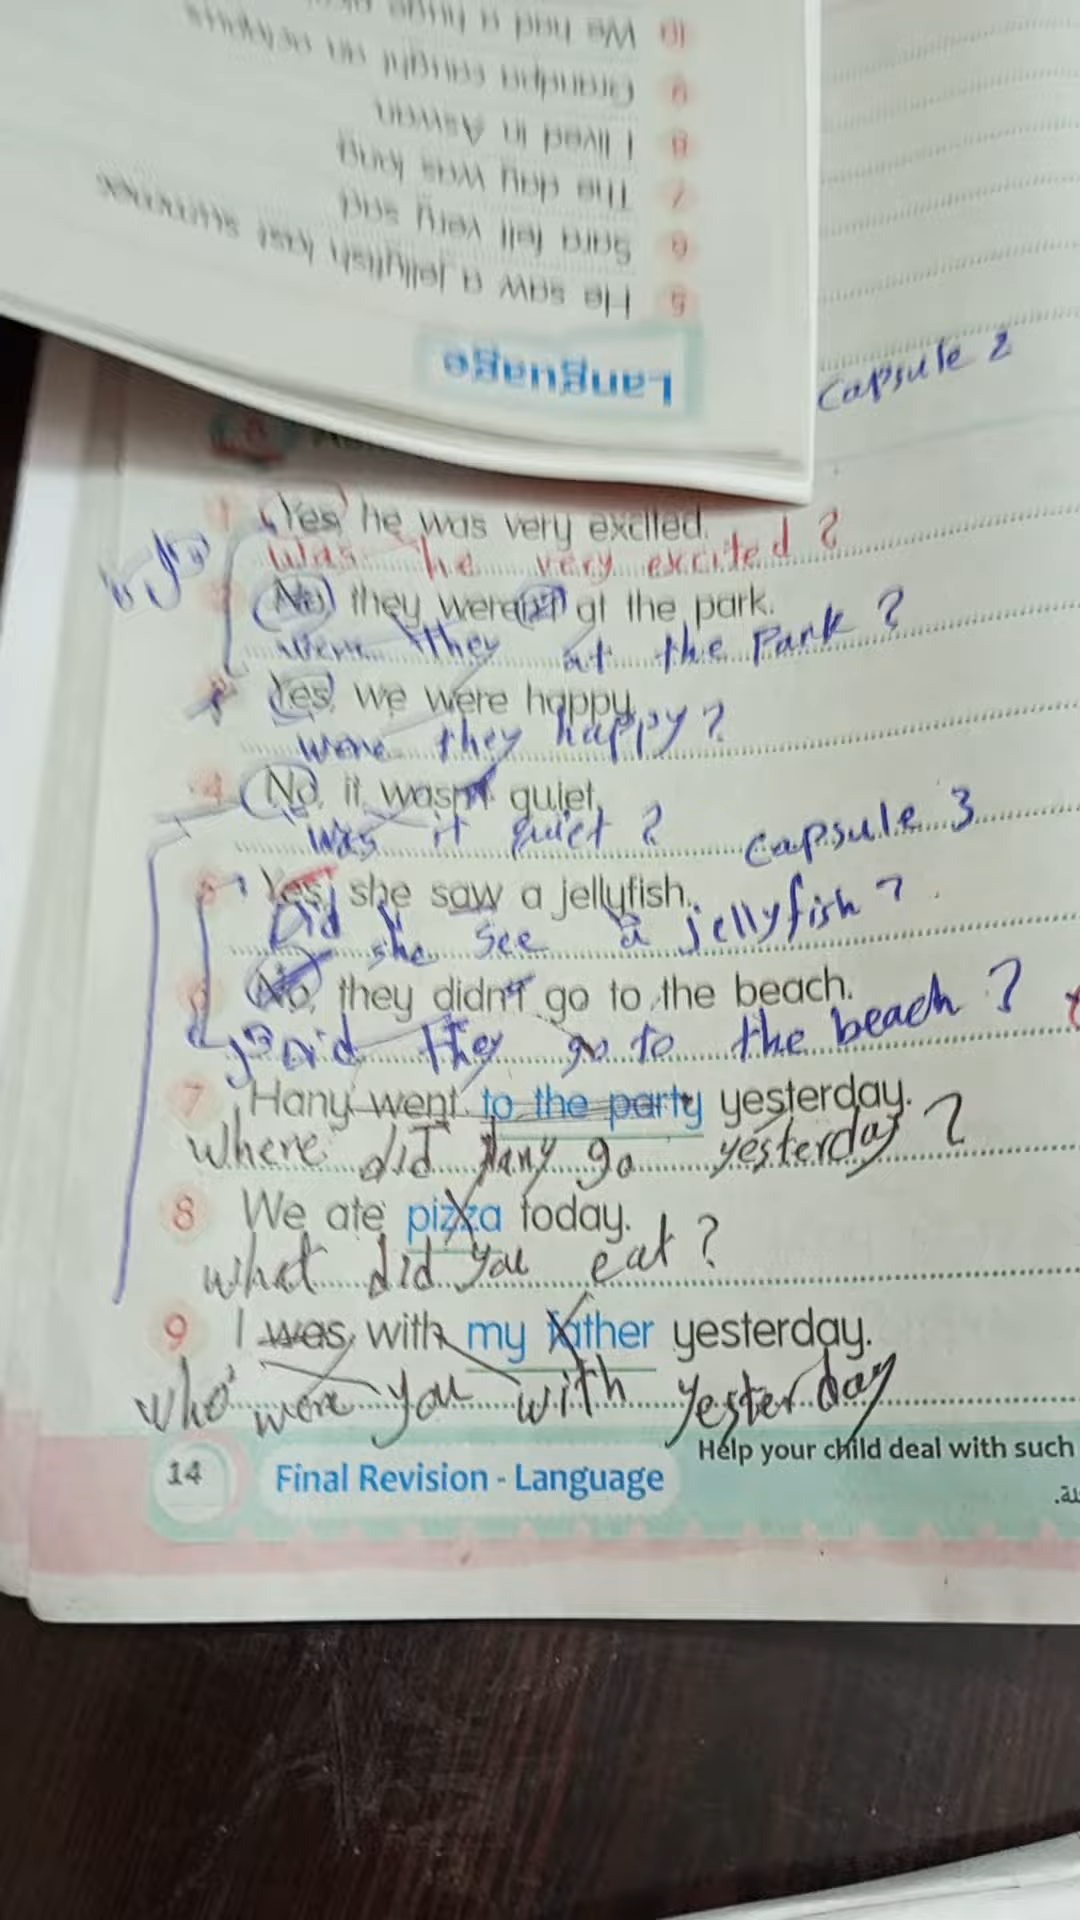 10 We had a huge
9 Grandpa caught an octopus
8 I lived in Aswan
7 The day was long
6 Sara felt very sad
5 He saw a jellyfish last summer.
Language
capsule 2
1 Yes, he was very excited.
was he very excited ?
No, they weren't at the park.
were they at the Park ?
Yes, we were happy.
were they happy ?
4 No, it wasn't quiet.
was it quiet ?
capsule 3
5 Yes, she saw a jellyfish.
Did she see a jellyfish ?
6 No, they didn't go to the beach.
Did they go to the beach ?
7 Hany went to the party yesterday.
where did Hany go yesterday ?
8 We ate pizza today.
what did you eat ?
9 I was with my father yesterday.
who were you with yesterday
14 Final Revision - Language
Help your child deal with such